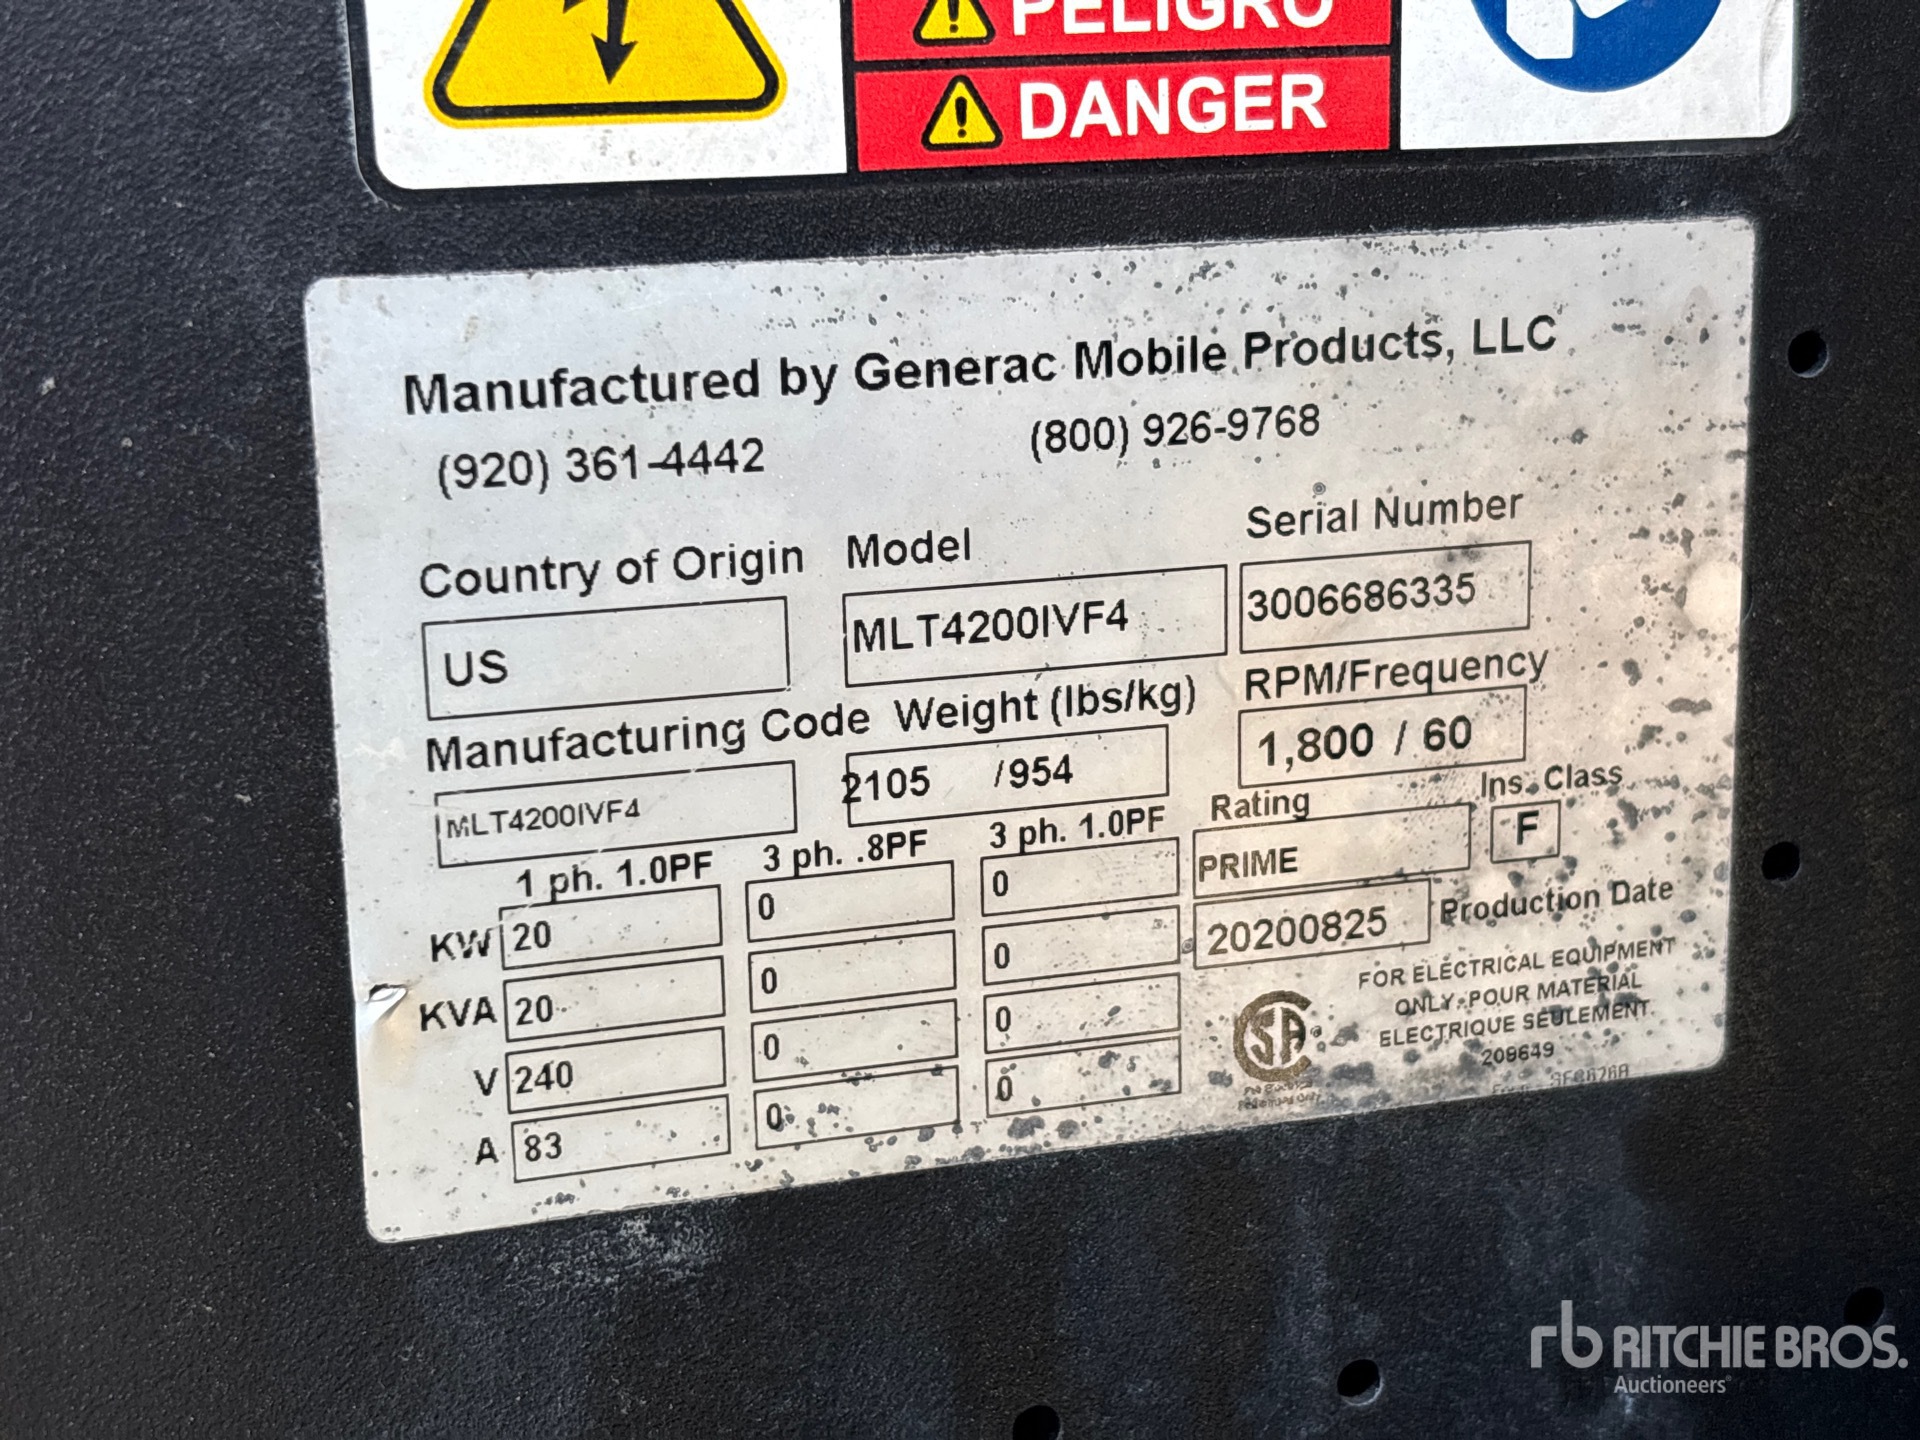 PELIGRO
DANGER
Manufactured by Generac Mobile Products, LLC
(920) 361-4442 (800) 926-9768
Country of Origin Model Serial Number
US MLT4200IVF4 3006686335
Manufacturing Code Weight (lbs/kg) RPM/Frequency
MLT4200IVF4 2105 /954 1,800 / 60
1 ph. 1.0PF 3 ph. .8PF 3 ph. 1.0PF Rating Ins. Class
PRIME F
KW 20 0 0
20200825 Production Date
KVA 20 0 0
V 240 0 0
A 83 0 0
FOR ELECTRICAL EQUIPMENT
ONLY. POUR MATERIAL
ELECTRIQUE SEULEMENT.
209649
rb RITCHIE BROS.
Auctioneers